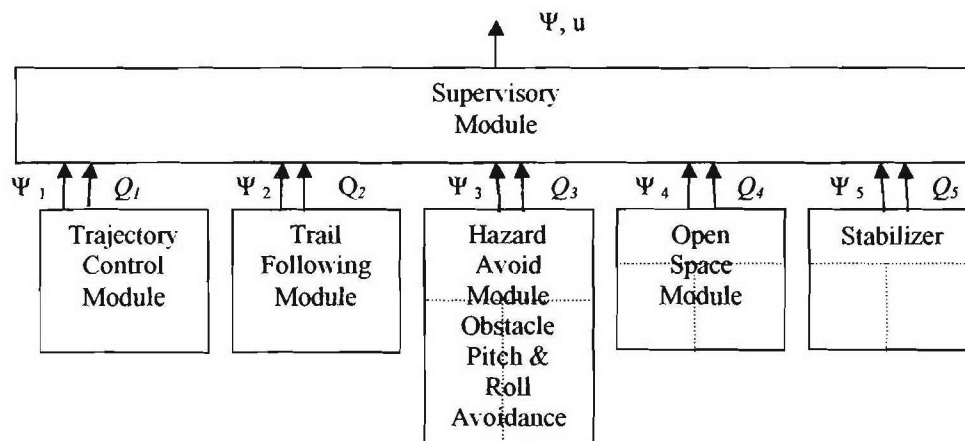 Ψ, u
Supervisory
Module
Ψ 1 Q1 Ψ 2 Q2 Ψ 3 Q3 Ψ 4 Q4 Ψ 5 Q5
Trajectory
Control
Module
Trail
Following
Module
Hazard
Avoid
Module
Obstacle
Pitch &
Roll
Avoidance
Open
Space
Module
Stabilizer